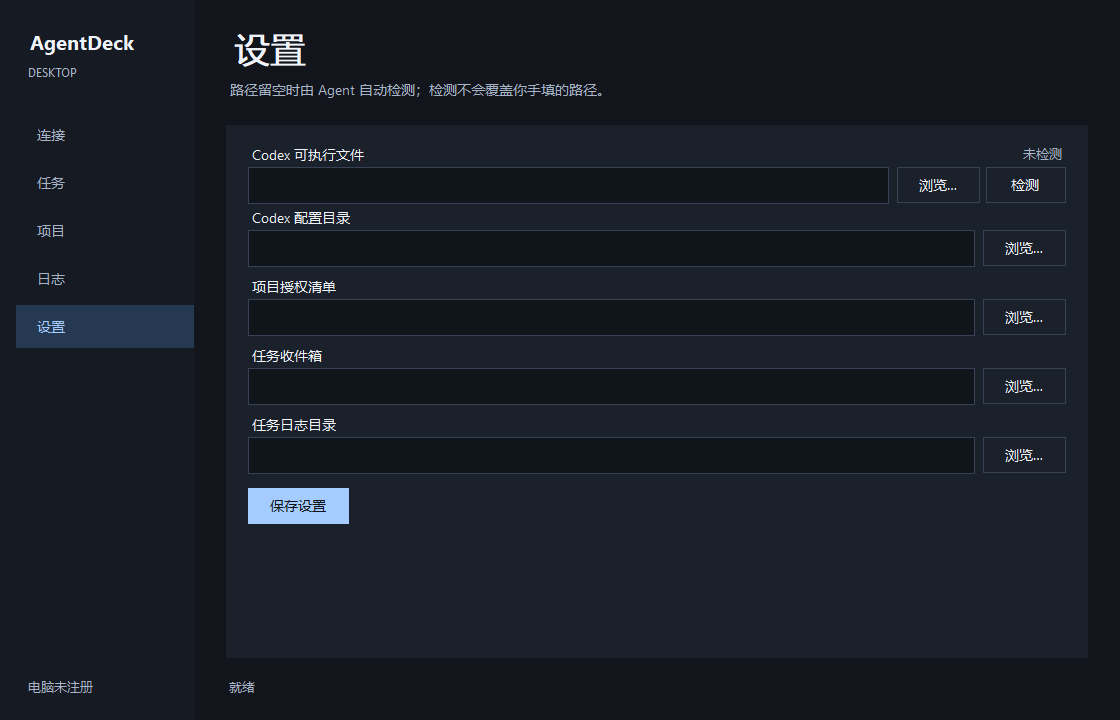 AgentDeck
DESKTOP
连接
任务
项目
日志
设置
电脑未注册
设置
路径留空时由 Agent 自动检测；检测不会覆盖你手填的路径。
Codex 可执行文件
未检测
浏览...
检测
Codex 配置目录
浏览...
项目授权清单
浏览...
任务收件箱
浏览...
任务日志目录
浏览...
保存设置
就绪